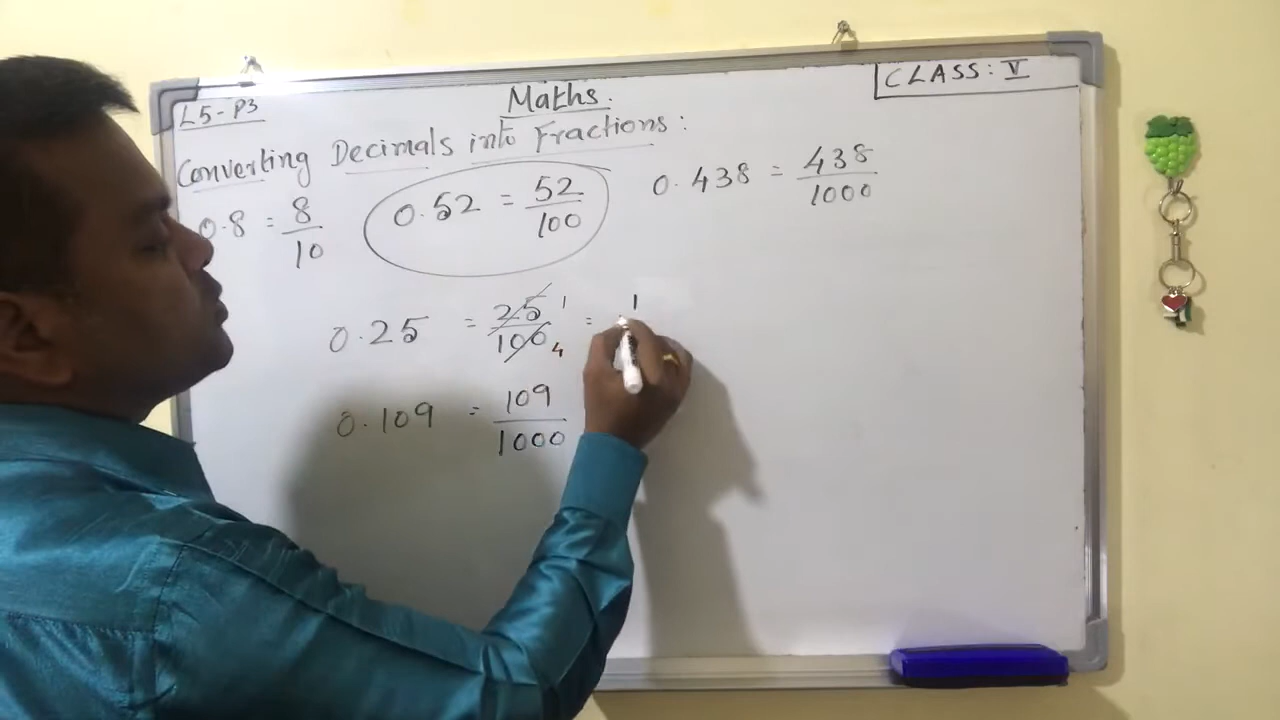 L5-P3
Maths.
CLASS: V
Converting Decimals into Fractions:
0.8 = 8/10
0.52 = 52/100
0.438 = 438/1000
0.25 = 25/100 1 4 = 1
0.109 = 109/1000